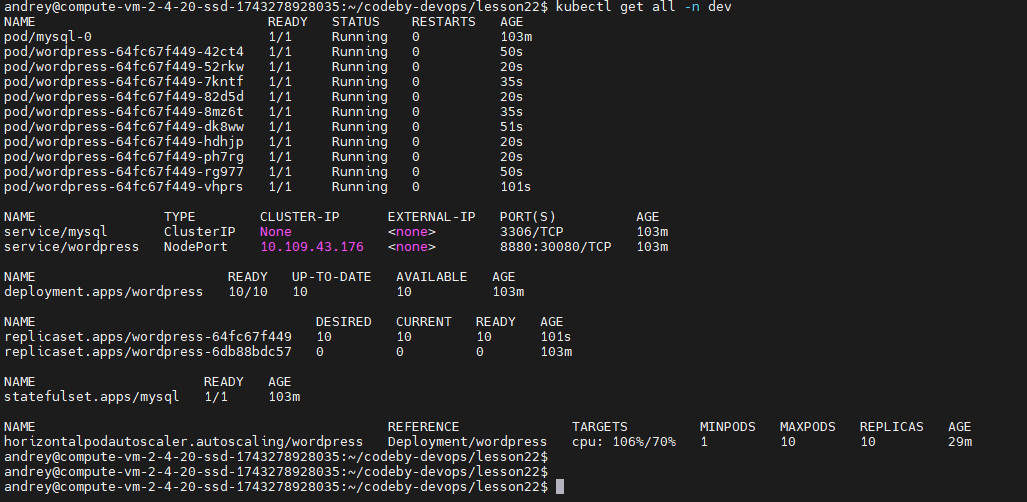 andrey@compute-vm-2-4-20-ssd-1743278928035:~/codeby-devops/lesson22$ kubectl get all -n dev
NAME                             READY   STATUS    RESTARTS   AGE
pod/mysql-0                      1/1     Running   0          103m
pod/wordpress-64fc67f449-42ct4   1/1     Running   0          50s
pod/wordpress-64fc67f449-52rkw   1/1     Running   0          20s
pod/wordpress-64fc67f449-7kntf   1/1     Running   0          35s
pod/wordpress-64fc67f449-82d5d   1/1     Running   0          20s
pod/wordpress-64fc67f449-8mz6t   1/1     Running   0          35s
pod/wordpress-64fc67f449-dk8ww   1/1     Running   0          51s
pod/wordpress-64fc67f449-hdhjp   1/1     Running   0          20s
pod/wordpress-64fc67f449-ph7rg   1/1     Running   0          20s
pod/wordpress-64fc67f449-rg977   1/1     Running   0          50s
pod/wordpress-64fc67f449-vhprs   1/1     Running   0          101s
NAME                TYPE        CLUSTER-IP      EXTERNAL-IP   PORT(S)          AGE
service/mysql       ClusterIP   None            <none>        3306/TCP         103m
service/wordpress   NodePort    10.109.43.176   <none>        8880:30080/TCP   103m
NAME                        READY   UP-TO-DATE   AVAILABLE   AGE
deployment.apps/wordpress   10/10   10           10          103m
NAME                                   DESIRED   CURRENT   READY   AGE
replicaset.apps/wordpress-64fc67f449   10        10        10      101s
replicaset.apps/wordpress-6db88bdc57   0         0         0       103m
NAME                     READY   AGE
statefulset.apps/mysql   1/1     103m
NAME                                            REFERENCE              TARGETS         MINPODS   MAXPODS   REPLICAS   AGE
horizontalpodautoscaler.autoscaling/wordpress   Deployment/wordpress   cpu: 106%/70%   1         10        10         29m
andrey@compute-vm-2-4-20-ssd-1743278928035:~/codeby-devops/lesson22$
andrey@compute-vm-2-4-20-ssd-1743278928035:~/codeby-devops/lesson22$
andrey@compute-vm-2-4-20-ssd-1743278928035:~/codeby-devops/lesson22$